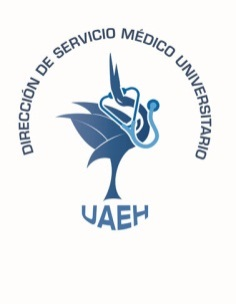 DIRECCIÓN DE SERVICIO MÉDICO UNIVERSITARIO
UAEH